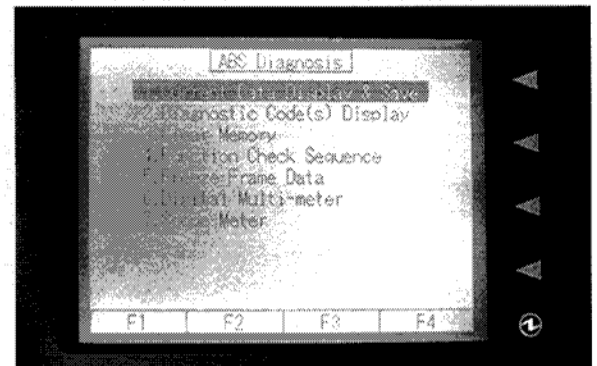 ABS Diagnosis
Display & Save
2.Diagnostic Code(s) Display
Memory
4.Function Check Sequence
5.Freeze Frame Data
6.Digital Multi-meter
Meter
F1 F2 F3 F4